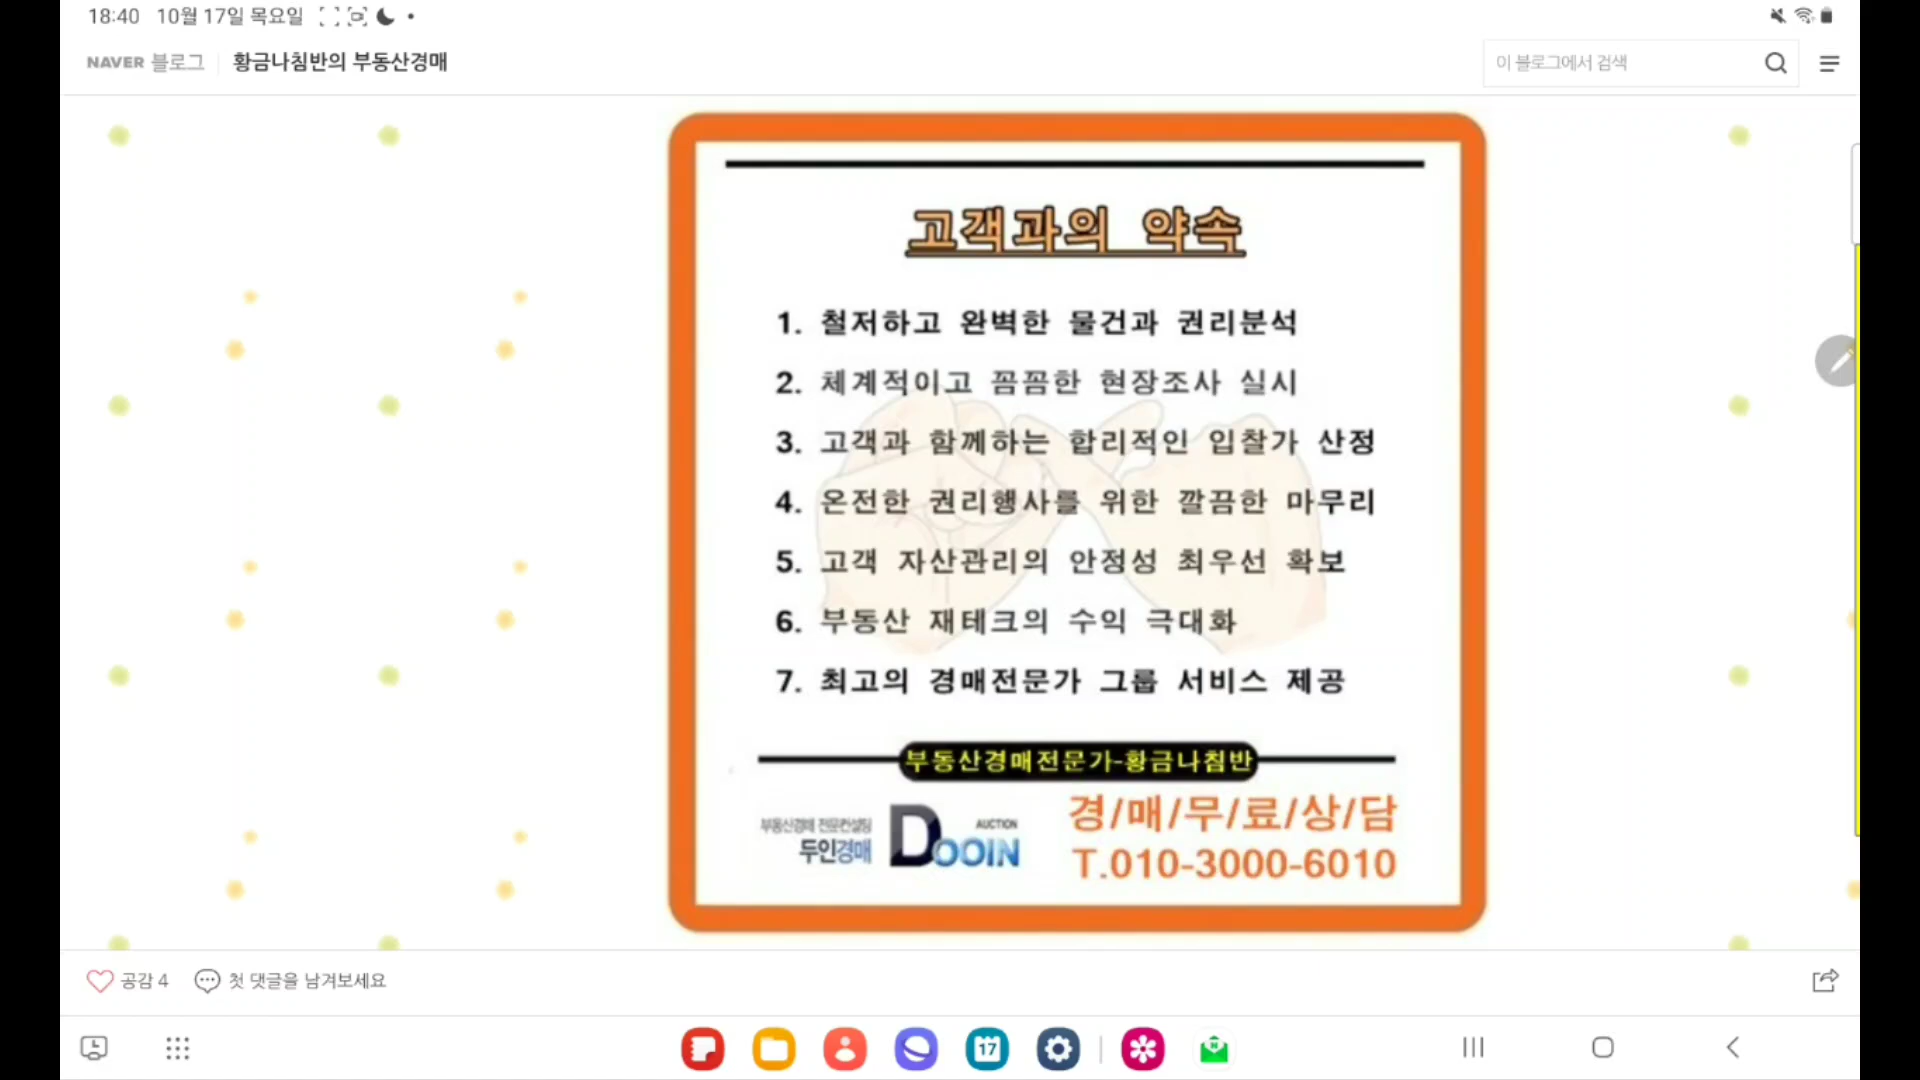 18:40 10월 17일 목요일
NAVER 블로그 황금나침반의 부동산경매
이 블로그에서 검색
고객과의 약속
1. 철저하고 완벽한 물건과 권리분석
2. 체계적이고 꼼꼼한 현장조사 실시
3. 고객과 함께하는 합리적인 입찰가 산정
4. 온전한 권리행사를 위한 깔끔한 마무리
5. 고객 자산관리의 안정성 최우선 확보
6. 부동산 재테크의 수익 극대화
7. 최고의 경매전문가 그룹 서비스 제공
부동산경매전문가-황금나침반
부동산경매 전문컨설팅
두인경매
AUCTION
DOOIN
경/매/무/료/상/담
T.010-3000-6010
공감 4 첫 댓글을 남겨보세요
17
N